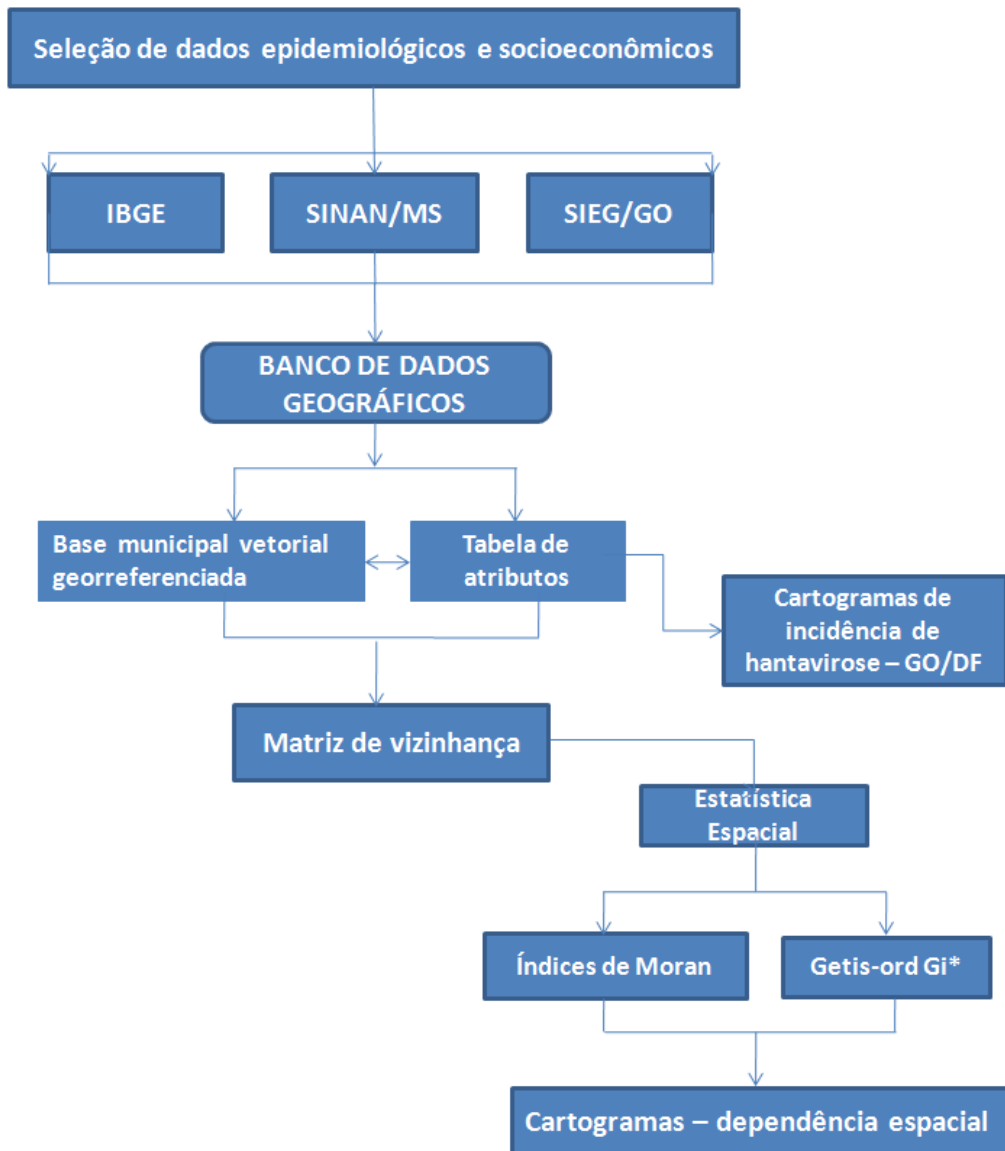 Seleção de dados epidemiológicos e socioeconômicos
IBGE
SINAN/MS
SIEG/GO
BANCO DE DADOS
GEOGRÁFICOS
Base municipal vetorial
georreferenciada
Tabela de
atributos
Cartogramas de
incidência de
hantavirose – GO/DF
Matriz de vizinhança
Estatística
Espacial
Índices de Moran
Getis-ord Gi*
Cartogramas – dependência espacial